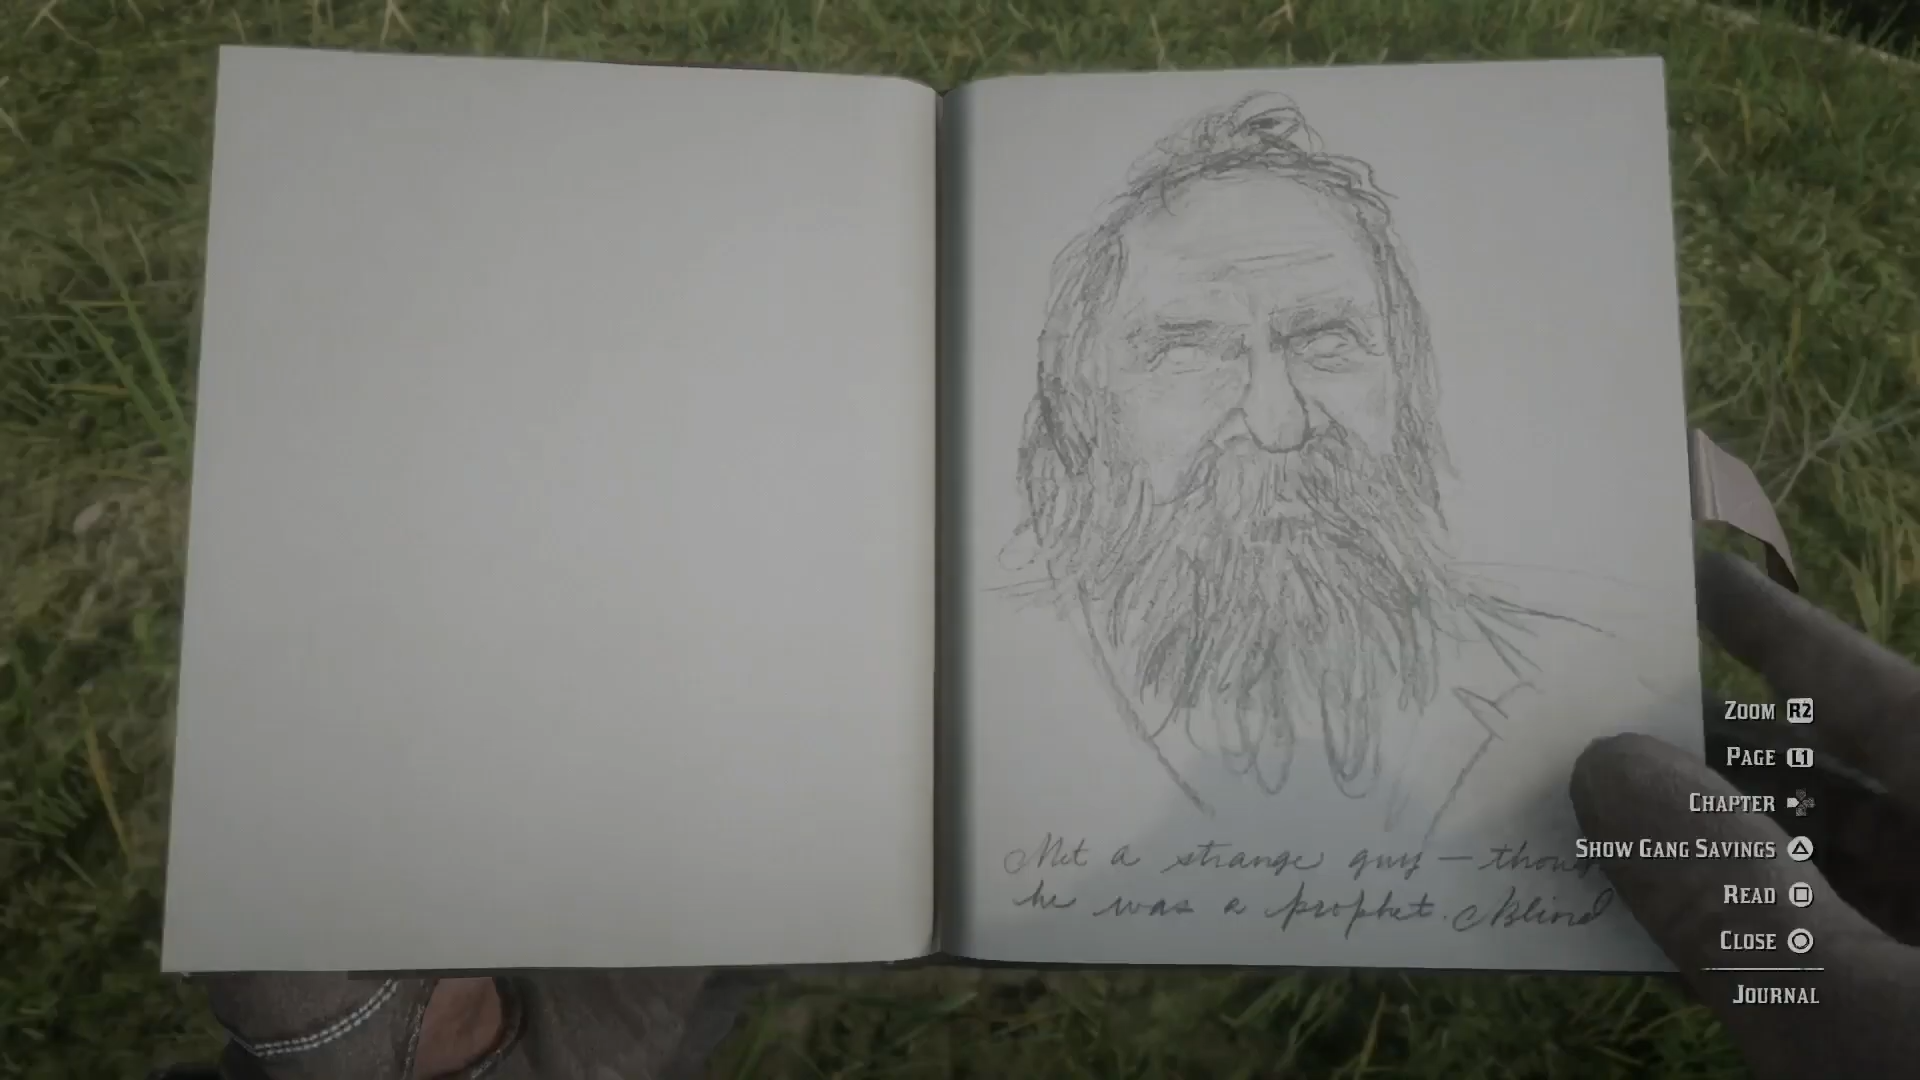 Met a strange guy —
he was a prophet. Blind
ZOOM R2
PAGE L1
CHAPTER
SHOW GANG SAVINGS
READ
CLOSE
JOURNAL